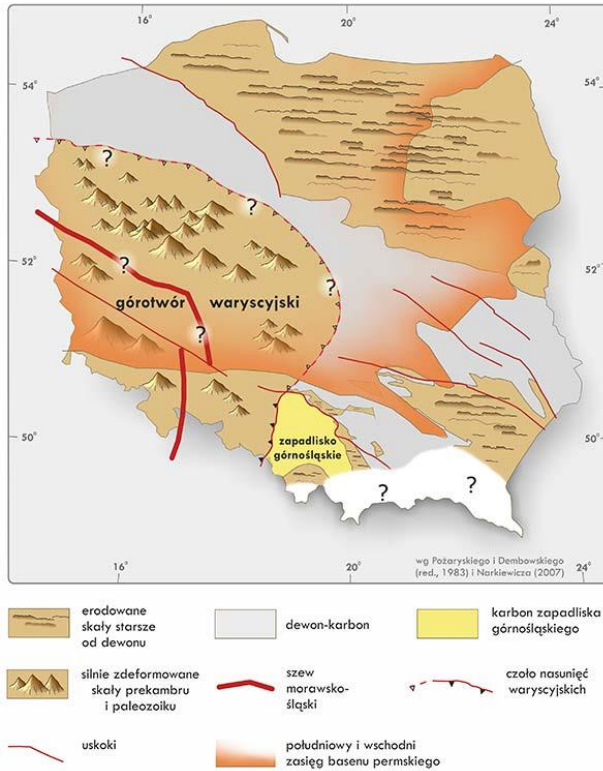 16°
20°
24°
54°
54°
?
?
52°
?
?
52°
górotwór waryscyjski
?
50°
zapadlisko
górnośląskie
50°
?
?
wg Pożaryskiego i Dembowskiego
(red., 1983) i Narkiewicza (2007)
16°
20°
24°
erodowane
skały starsze
od dewonu
dewon-karbon
karbon zapadliska
górnośląskiego
silnie zdeformowane
skały prekambru
i paleozoiku
szew
morawsko-
śląski
czoło nasunięć
waryscyjskich
uskoki
południowy i wschodni
zasięg basenu permskiego